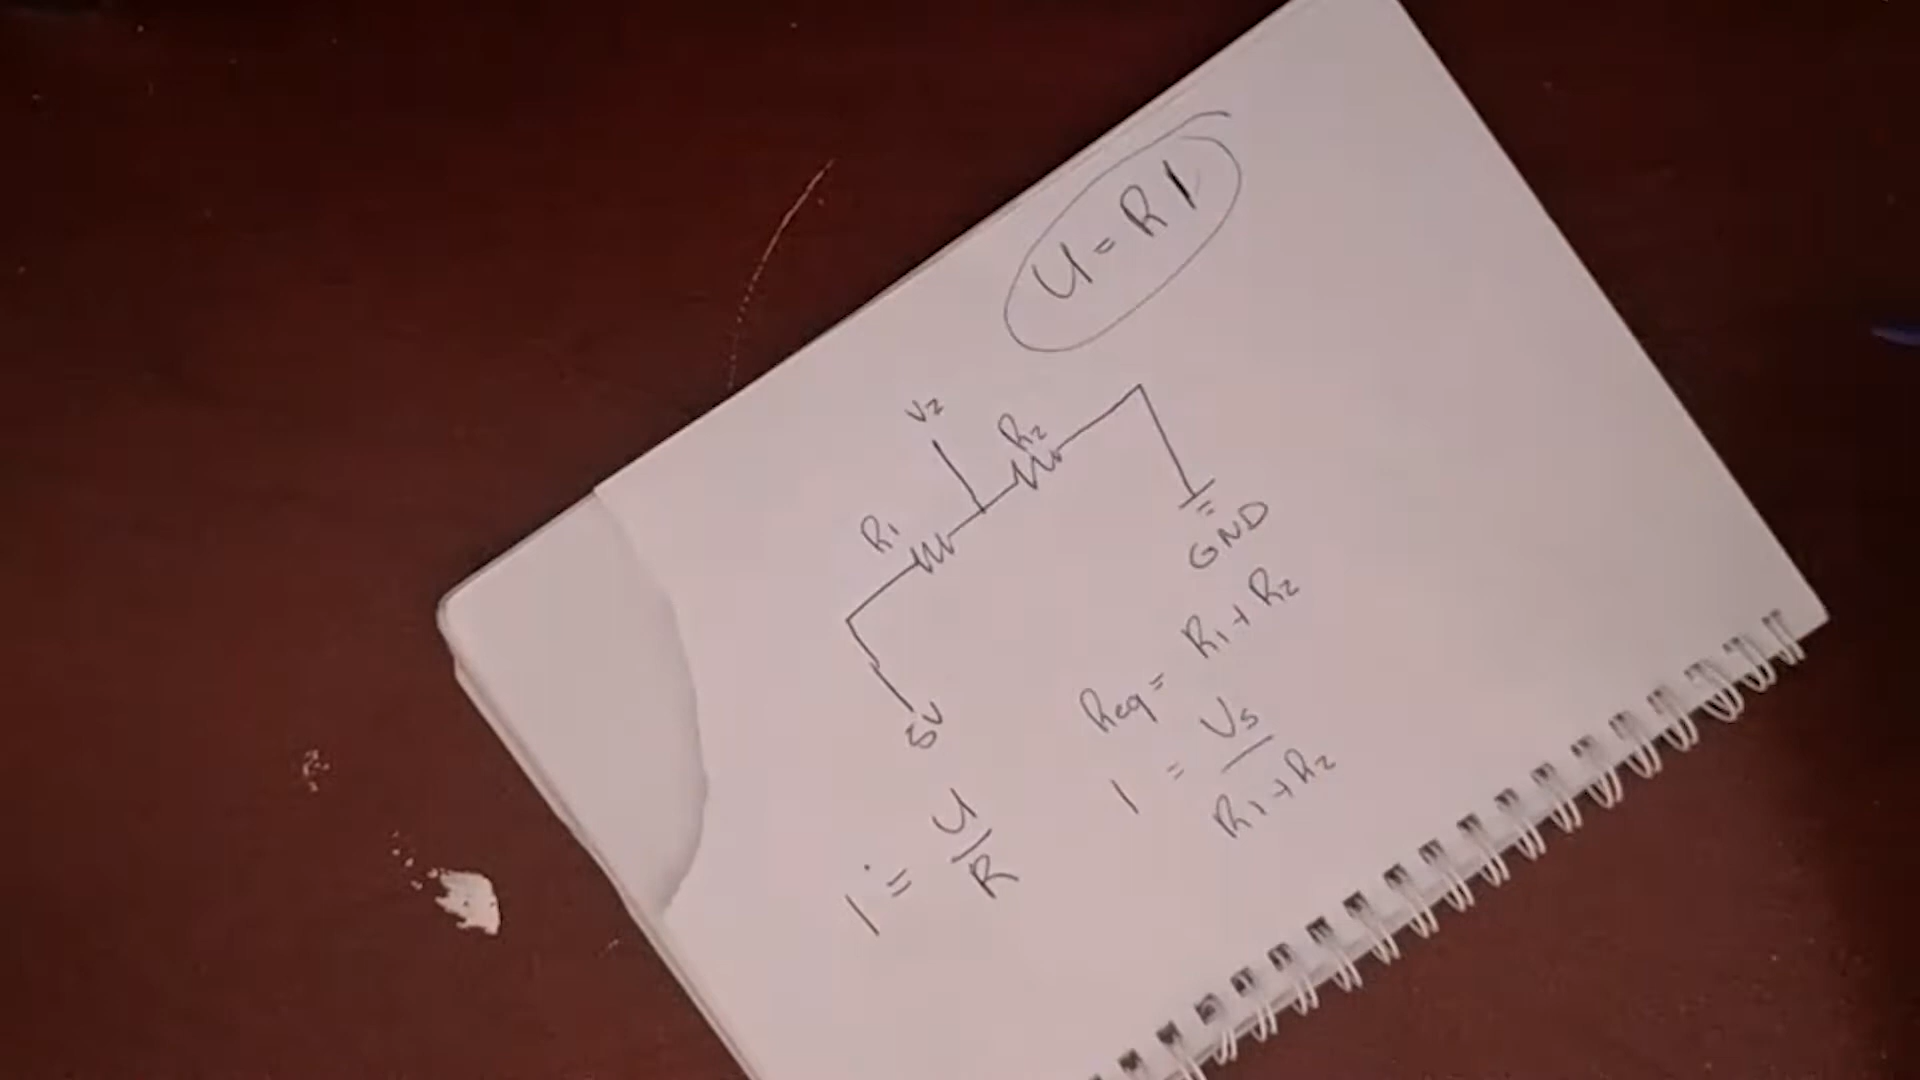 U = RI
V2
R1
R2
5V
GND
Req = R1 + R2
I = U/R
I = Vs/R1+R2